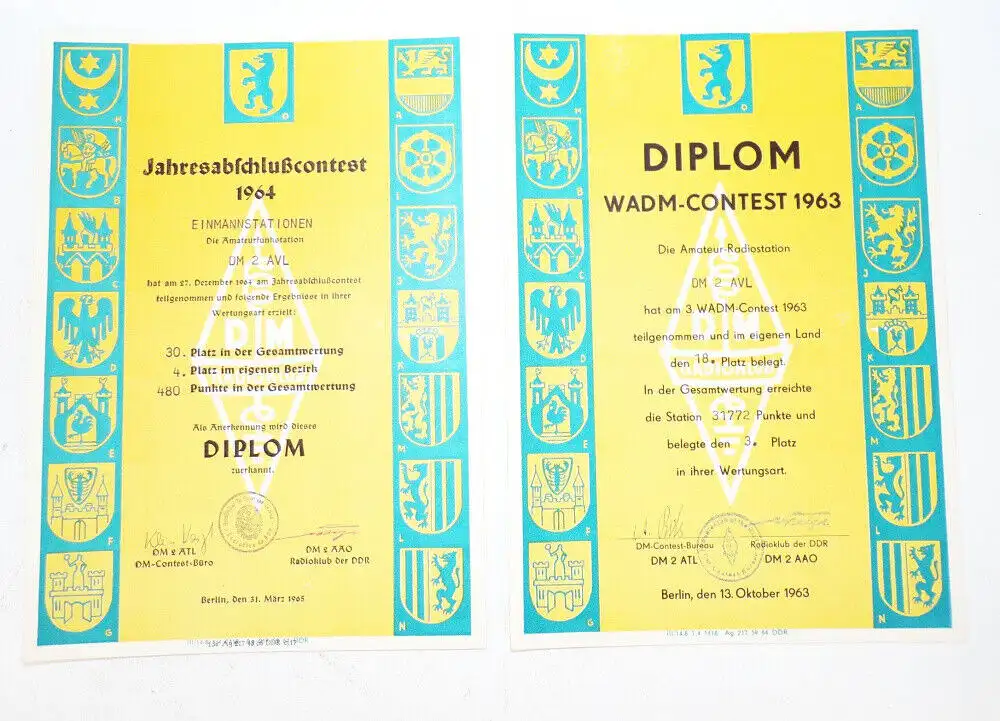 O
H
B
C
D
E
F
G
A
I
J
K
M
L
N
Jahresabschlußcontest
1964
EINMANNSTATIONEN
Die Amateurfunkstation
DM 2 AVL
hat am 27. Dezember 1964 am Jahresabschlußcontest
teilgenommen und folgende Ergebnisse in ihrer
Wertungsart erzielt:
30. Platz in der Gesamtwertung
4. Platz im eigenen Bezirk
480 Punkte in der Gesamtwertung
Als Anerkennung wird dieses
DIPLOM
zuerkannt.
DM 2 ATL
DM-Contest-Büro
DM 2 AAO
Radioklub der DDR
Berlin, den 31. März 1965
DM
RADIOKLUB
O
H
B
C
D
E
F
G
A
I
J
K
M
L
N
DIPLOM
WADM-CONTEST 1963
Die Amateur-Radiostation
DM 2 AVL
hat am 3. WADM-Contest 1963
teilgenommen und im eigenen Land
den 18. Platz belegt.
In der Gesamtwertung erreichte
die Station 31772 Punkte und
belegte den 3. Platz
in ihrer Wertungsart.
DM-Contest-Bureau
DM 2 ATL
Radioklub der DDR
DM 2 AAO
Berlin, den 13. Oktober 1963
DM
RADIOKLUB
DDR